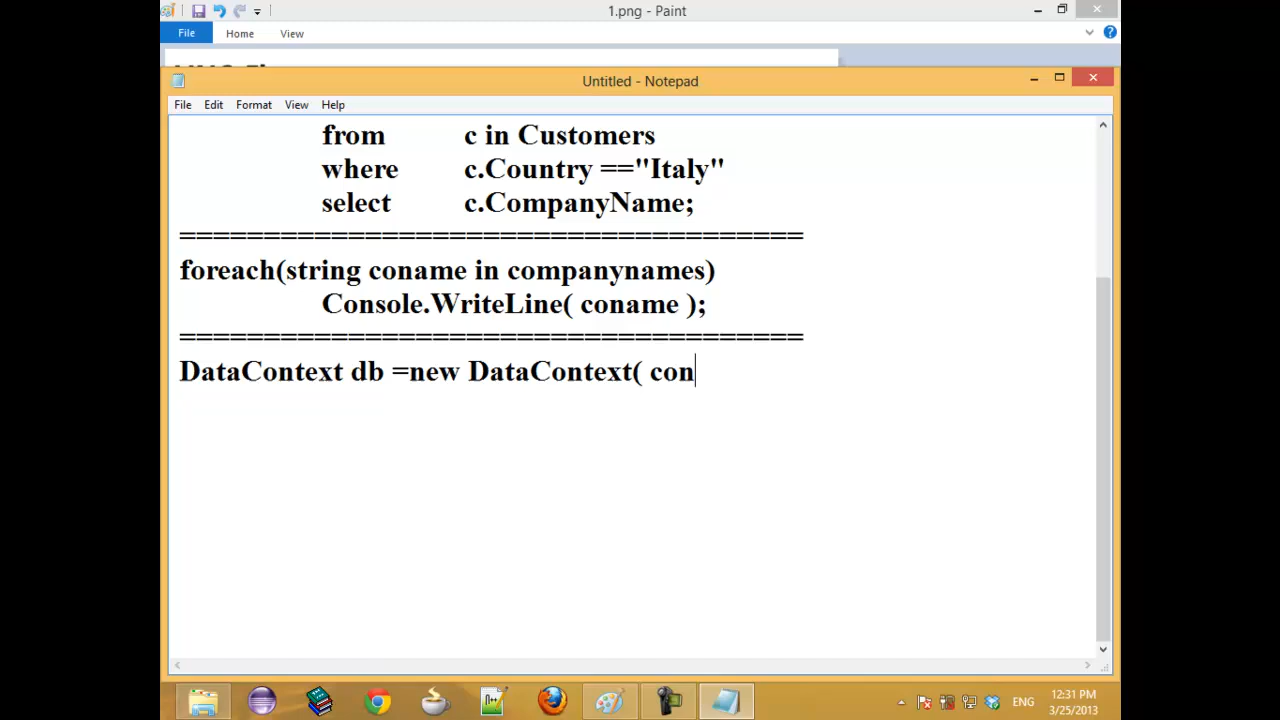 1.png - Paint
File Home View
Untitled - Notepad
File Edit Format View Help
from c in Customers
where c.Country =="Italy"
select c.CompanyName;
=====================================
foreach(string coname in companynames)
Console.WriteLine( coname );
=====================================
DataContext db =new DataContext( con
ENG
12:31 PM
3/25/2013